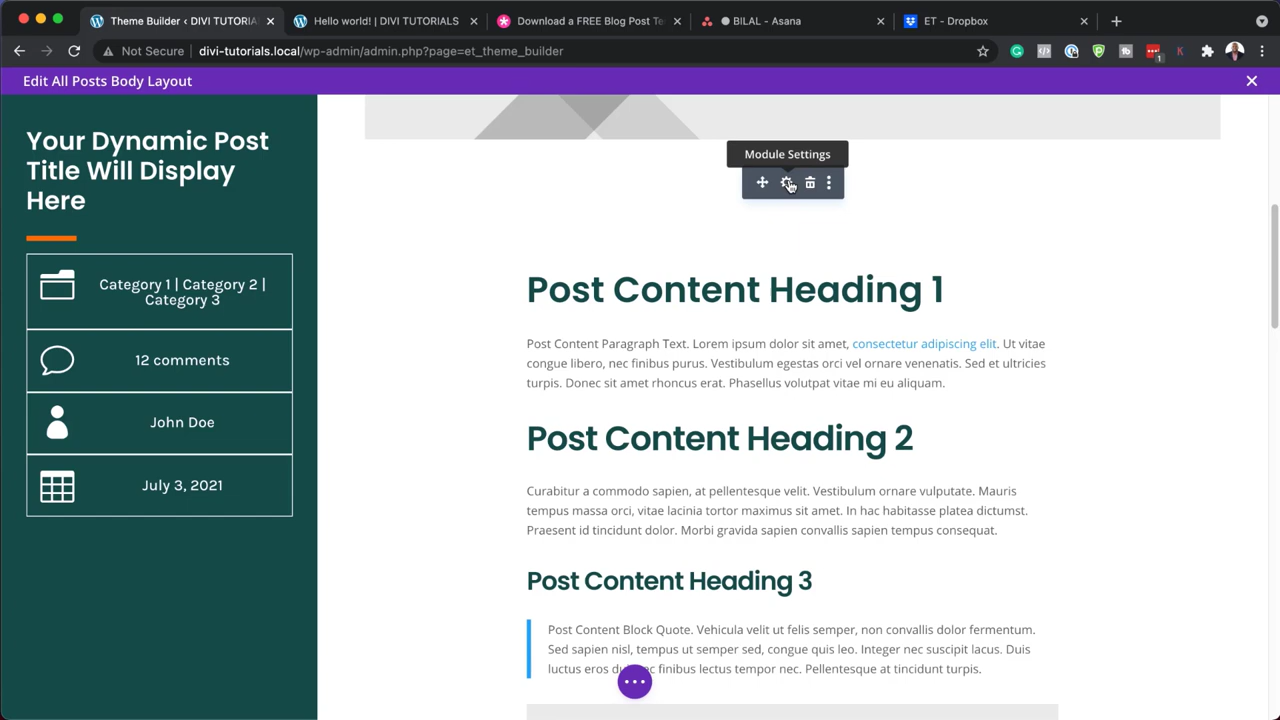 Theme Builder ‹ DIVI TUTORIALS
Hello world! | DIVI TUTORIALS
Download a FREE Blog Post Te
BILAL - Asana
ET - Dropbox
Not Secure
divi-tutorials.local/wp-admin/admin.php?page=et_theme_builder
1
Edit All Posts Body Layout
Your Dynamic Post
Title Will Display
Here
Category 1 | Category 2 |
Category 3
12 comments
John Doe
July 3, 2021
Module Settings
Post Content Heading 1
Post Content Paragraph Text. Lorem ipsum dolor sit amet, consectetur adipiscing elit. Ut vitae
congue libero, nec finibus purus. Vestibulum egestas orci vel ornare venenatis. Sed et ultricies
turpis. Donec sit amet rhoncus erat. Phasellus volutpat vitae mi eu aliquam.
Post Content Heading 2
Curabitur a commodo sapien, at pellentesque velit. Vestibulum ornare vulputate. Mauris
tempus massa orci, vitae lacinia tortor maximus sit amet. In hac habitasse platea dictumst.
Praesent id tincidunt dolor. Morbi gravida sapien convallis sapien tempus consequat.
Post Content Heading 3
Post Content Block Quote. Vehicula velit ut felis semper, non convallis dolor fermentum.
Sed sapien nisl, tempus ut semper sed, congue quis leo. Integer nec suscipit lacus. Duis
luctus eros finibus lectus tempor nec. Pellentesque at tincidunt turpis.